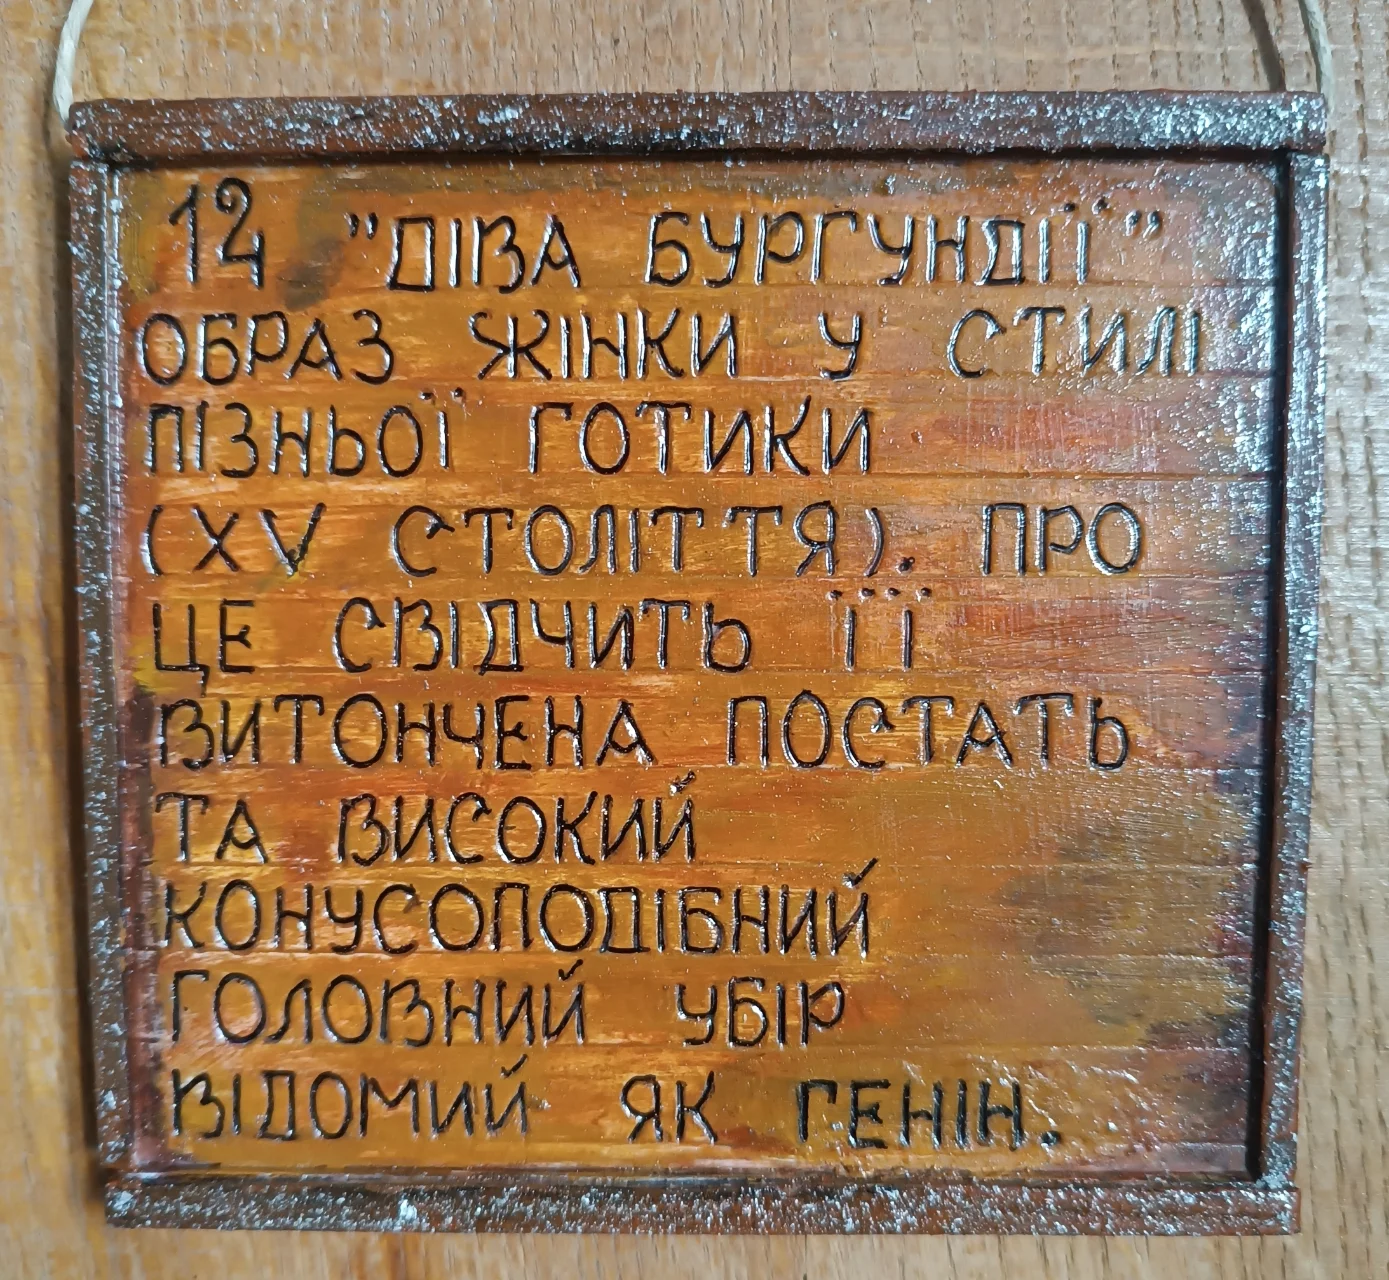 12 "ДІВА БУРГУНДІЇ"
ОБРАЗ ЖІНКИ У СТИЛІ
ПІЗНЬОЇ ГОТИКИ
(XV СТОЛІТТЯ). ПРО
ЦЕ СВІДЧИТЬ ЇЇ
ВИТОНЧЕНА ПОСТАТЬ
ТА ВИСОКИЙ
КОНУСОПОДІБНИЙ
ГОЛОВНИЙ УБІР
ВІДОМИЙ ЯК ГЕНІН.